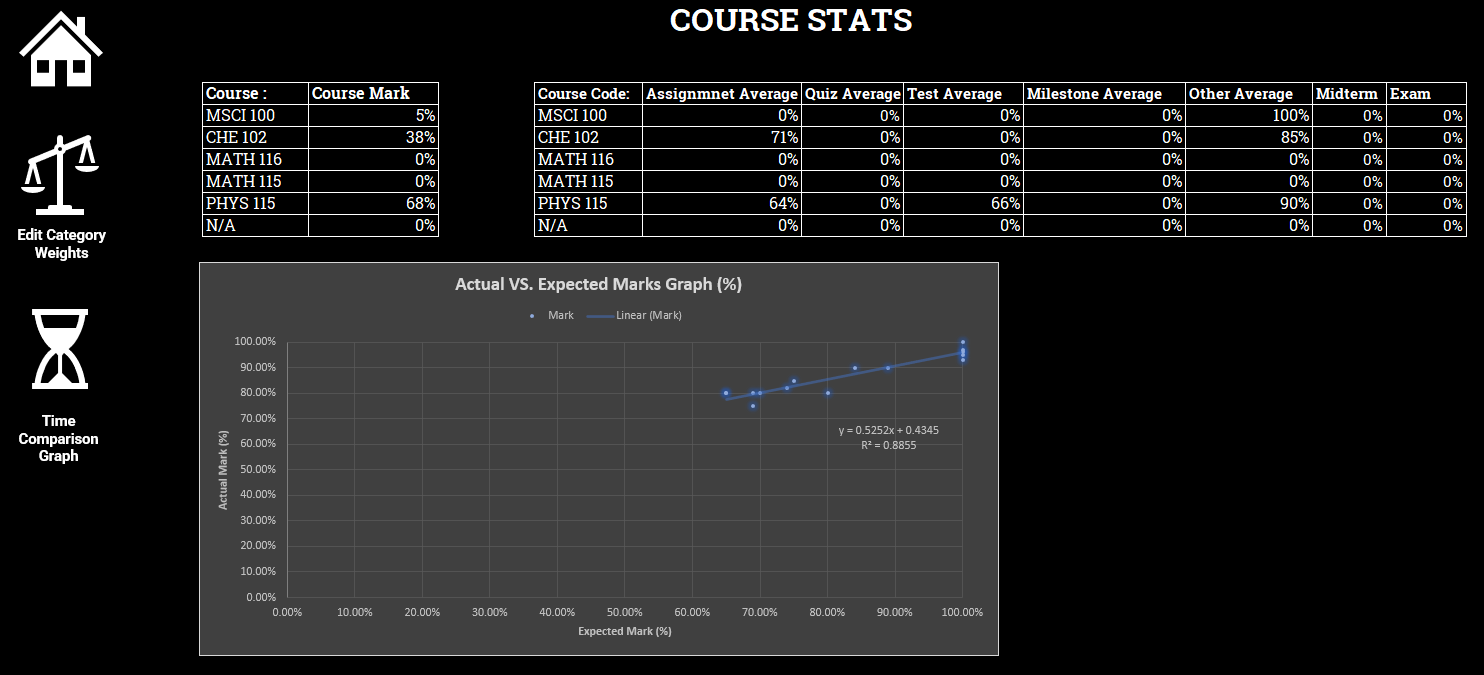 COURSE STATS
Edit Category
Weights
Time
Comparison
Graph
Course : Course Mark
MSCI 100 5%
CHE 102 38%
MATH 116 0%
MATH 115 0%
PHYS 115 68%
N/A 0%
Course Code: Assignmnet Average Quiz Average Test Average Milestone Average Other Average Midterm Exam
MSCI 100 0% 0% 0% 0% 100% 0% 0%
CHE 102 71% 0% 0% 0% 85% 0% 0%
MATH 116 0% 0% 0% 0% 0% 0% 0%
MATH 115 0% 0% 0% 0% 0% 0% 0%
PHYS 115 64% 0% 66% 0% 90% 0% 0%
N/A 0% 0% 0% 0% 0% 0% 0%
Actual VS. Expected Marks Graph (%)
Mark Linear (Mark)
100.00%
90.00%
80.00%
70.00%
60.00%
50.00%
40.00%
30.00%
20.00%
10.00%
0.00%
Actual Mark (%)
y = 0.5252x + 0.4345
R² = 0.8855
0.00% 10.00% 20.00% 30.00% 40.00% 50.00% 60.00% 70.00% 80.00% 90.00% 100.00%
Expected Mark (%)